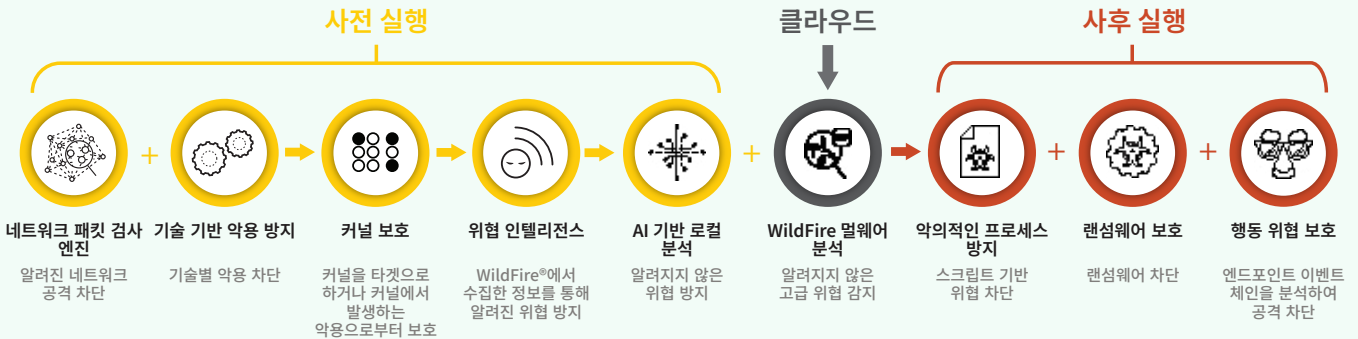 사전 실행
클라우드
사후 실행
네트워크 패킷 검사
엔진
알려진 네트워크
공격 차단
기술 기반 악용 방지
기술별 악용 차단
커널 보호
커널을 타겟으로
하거나 커널에서
발생하는
악용으로부터 보호
위협 인텔리전스
WildFire®에서
수집한 정보를 통해
알려진 위협 방지
AI 기반 로컬
분석
알려지지 않은
위협 방지
WildFire 멀웨어
분석
알려지지 않은
고급 위협 감지
악의적인 프로세스
방지
스크립트 기반
위협 차단
랜섬웨어 보호
랜섬웨어 차단
행동 위협 보호
엔드포인트 이벤트
체인을 분석하여
공격 차단